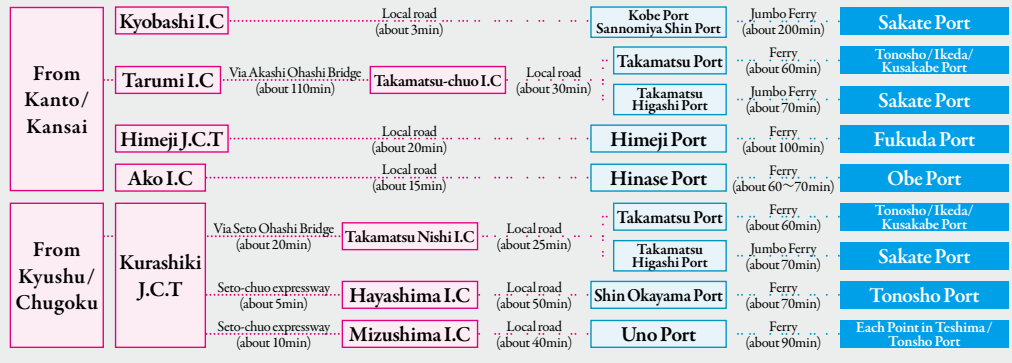 From
Kanto/
Kansai
Kyobashi I.C
Local road
(about 3min)
Kobe Port
Sannomiya Shin Port
Jumbo Ferry
(about 200min)
Sakate Port
Tarumi I.C
Via Akashi Ohashi Bridge
(about 110min)
Takamatsu-chuo I.C
Local road
(about 30min)
Takamatsu Port
Ferry
(about 60min)
Tonosho/Ikeda/
Kusakabe Port
Takamatsu
Higashi Port
Jumbo Ferry
(about 70min)
Sakate Port
Himeji J.C.T
Local road
(about 20min)
Himeji Port
Ferry
(about 100min)
Fukuda Port
Ako I.C
Local road
(about 15min)
Hinase Port
Ferry
(about 60～70min)
Obe Port
From
Kyushu/
Chugoku
Kurashiki
J.C.T
Via Seto Ohashi Bridge
(about 20min)
Takamatsu Nishi I.C
Local road
(about 25min)
Takamatsu Port
Ferry
(about 60min)
Tonosho/Ikeda/
Kusakabe Port
Takamatsu
Higashi Port
Jumbo Ferry
(about 70min)
Sakate Port
Seto-chuo expressway
(about 5min)
Hayashima I.C
Local road
(about 50min)
Shin Okayama Port
Ferry
(about 70min)
Tonosho Port
Seto-chuo expressway
(about 10min)
Mizushima I.C
Local road
(about 40min)
Uno Port
Ferry
(about 90min)
Each Point in Teshima/
Tonsho Port